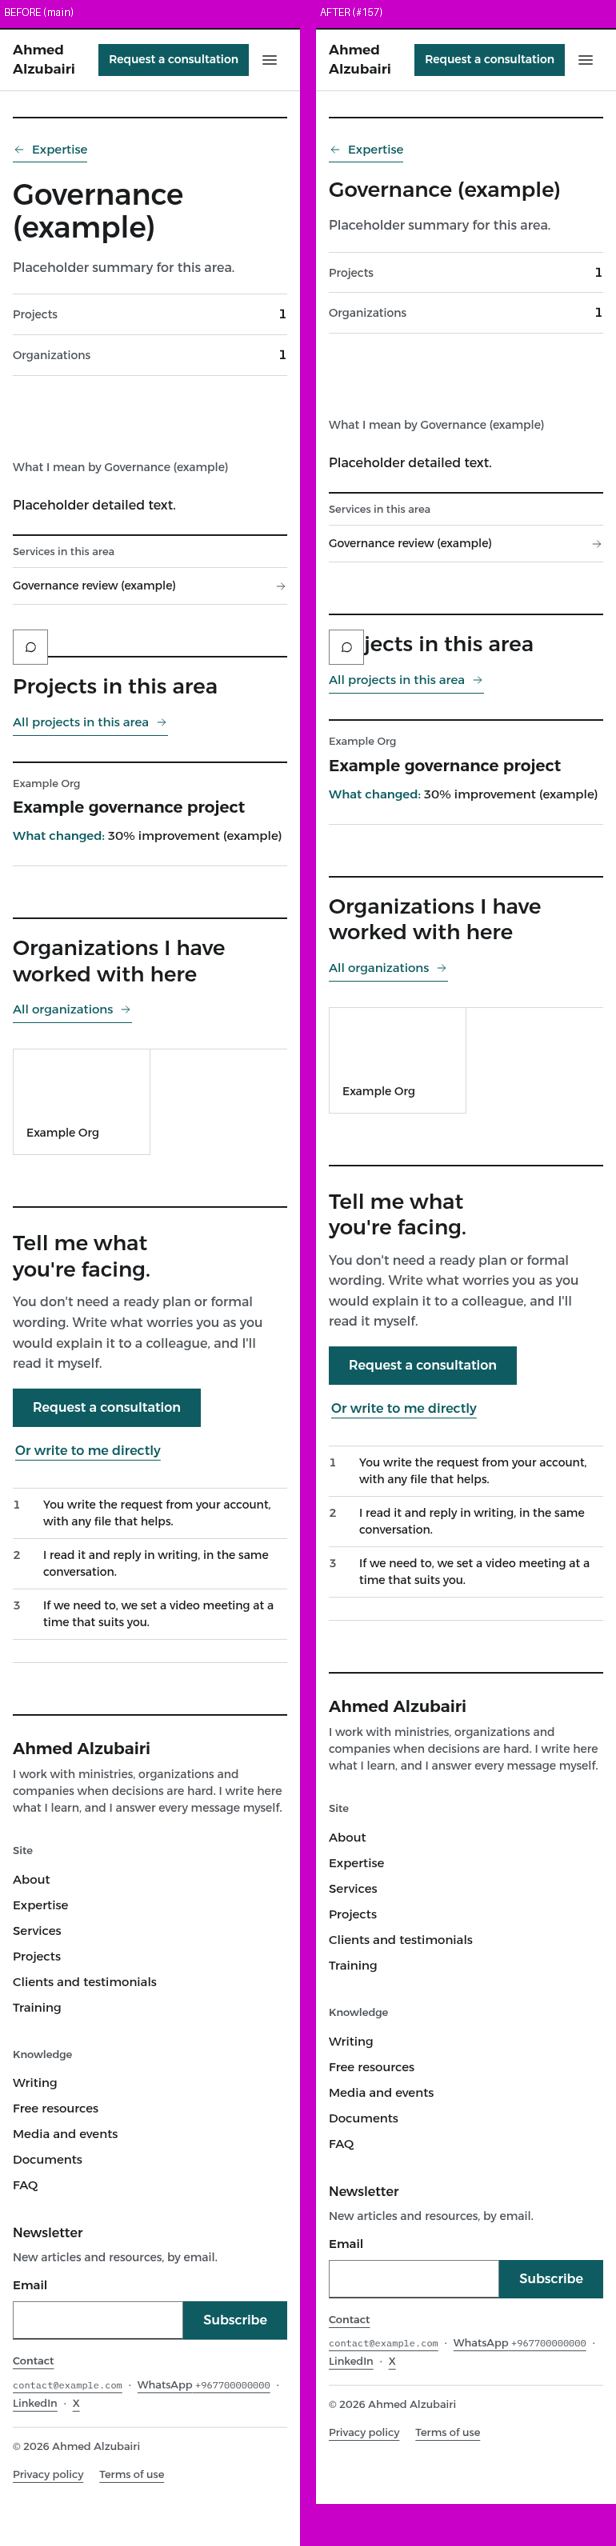 BEFORE (main)
Ahmed
Alzubairi
Request a consultation
← Expertise
Governance
(example)
Placeholder summary for this area.
Projects 1
Organizations 1
What I mean by Governance (example)
Placeholder detailed text.
Services in this area
Governance review (example) →
Projects in this area
All projects in this area →
Example Org
Example governance project
What changed: 30% improvement (example)
Organizations I have
worked with here
All organizations →
Example Org
Tell me what
you're facing.
You don't need a ready plan or formal
wording. Write what worries you as you
would explain it to a colleague, and I'll
read it myself.
Request a consultation
Or write to me directly
1 You write the request from your account,
with any file that helps.
2 I read it and reply in writing, in the same
conversation.
3 If we need to, we set a video meeting at a
time that suits you.
Ahmed Alzubairi
I work with ministries, organizations and
companies when decisions are hard. I write here
what I learn, and I answer every message myself.
Site
About
Expertise
Services
Projects
Clients and testimonials
Training
Knowledge
Writing
Free resources
Media and events
Documents
FAQ
Newsletter
New articles and resources, by email.
Email
Subscribe
Contact
contact@example.com · WhatsApp +967700000000 ·
LinkedIn · X
© 2026 Ahmed Alzubairi
Privacy policy Terms of use
AFTER (#157)
Ahmed
Alzubairi
Request a consultation
← Expertise
Governance (example)
Placeholder summary for this area.
Projects 1
Organizations 1
What I mean by Governance (example)
Placeholder detailed text.
Services in this area
Governance review (example) →
jects in this area
All projects in this area →
Example Org
Example governance project
What changed: 30% improvement (example)
Organizations I have
worked with here
All organizations →
Example Org
Tell me what
you're facing.
You don't need a ready plan or formal
wording. Write what worries you as you
would explain it to a colleague, and I'll
read it myself.
Request a consultation
Or write to me directly
1 You write the request from your account,
with any file that helps.
2 I read it and reply in writing, in the same
conversation.
3 If we need to, we set a video meeting at a
time that suits you.
Ahmed Alzubairi
I work with ministries, organizations and
companies when decisions are hard. I write here
what I learn, and I answer every message myself.
Site
About
Expertise
Services
Projects
Clients and testimonials
Training
Knowledge
Writing
Free resources
Media and events
Documents
FAQ
Newsletter
New articles and resources, by email.
Email
Subscribe
Contact
contact@example.com · WhatsApp +967700000000 ·
LinkedIn · X
© 2026 Ahmed Alzubairi
Privacy policy Terms of use